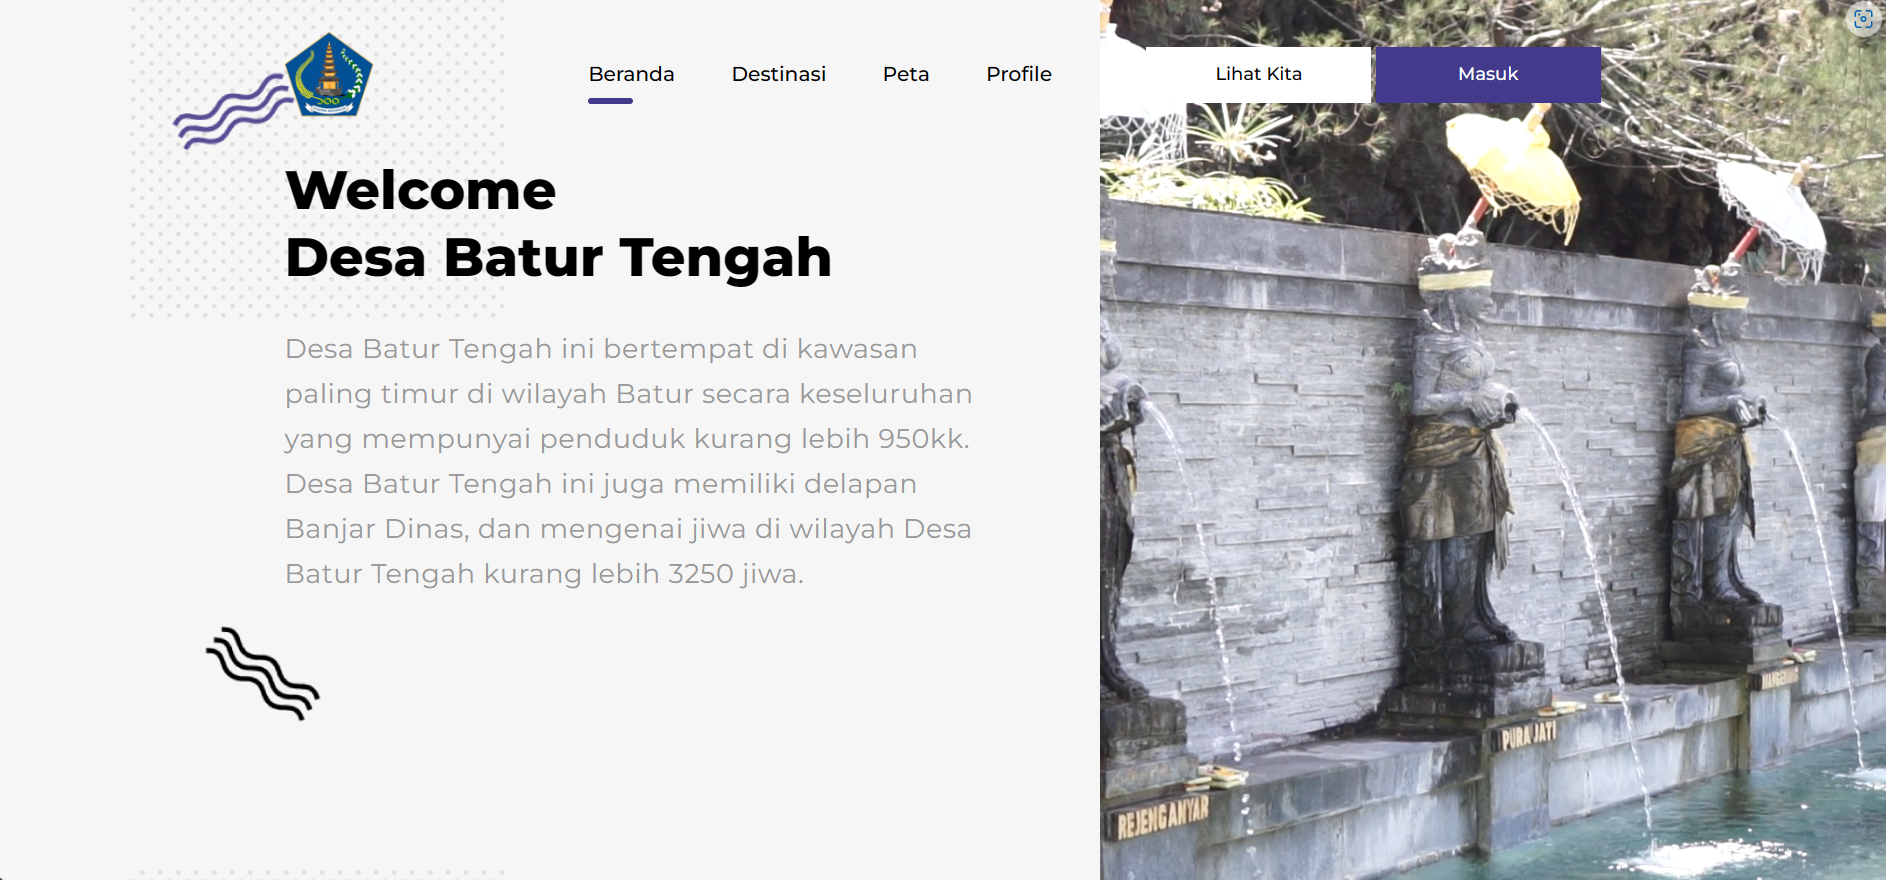 Beranda
Destinasi
Peta
Profile
Lihat Kita
Masuk
Welcome
Desa Batur Tengah
Desa Batur Tengah ini bertempat di kawasan
paling timur di wilayah Batur secara keseluruhan
yang mempunyai penduduk kurang lebih 950kk.
Desa Batur Tengah ini juga memiliki delapan
Banjar Dinas, dan mengenai jiwa di wilayah Desa
Batur Tengah kurang lebih 3250 jiwa.
REJENG ANYAR
PURA JATI